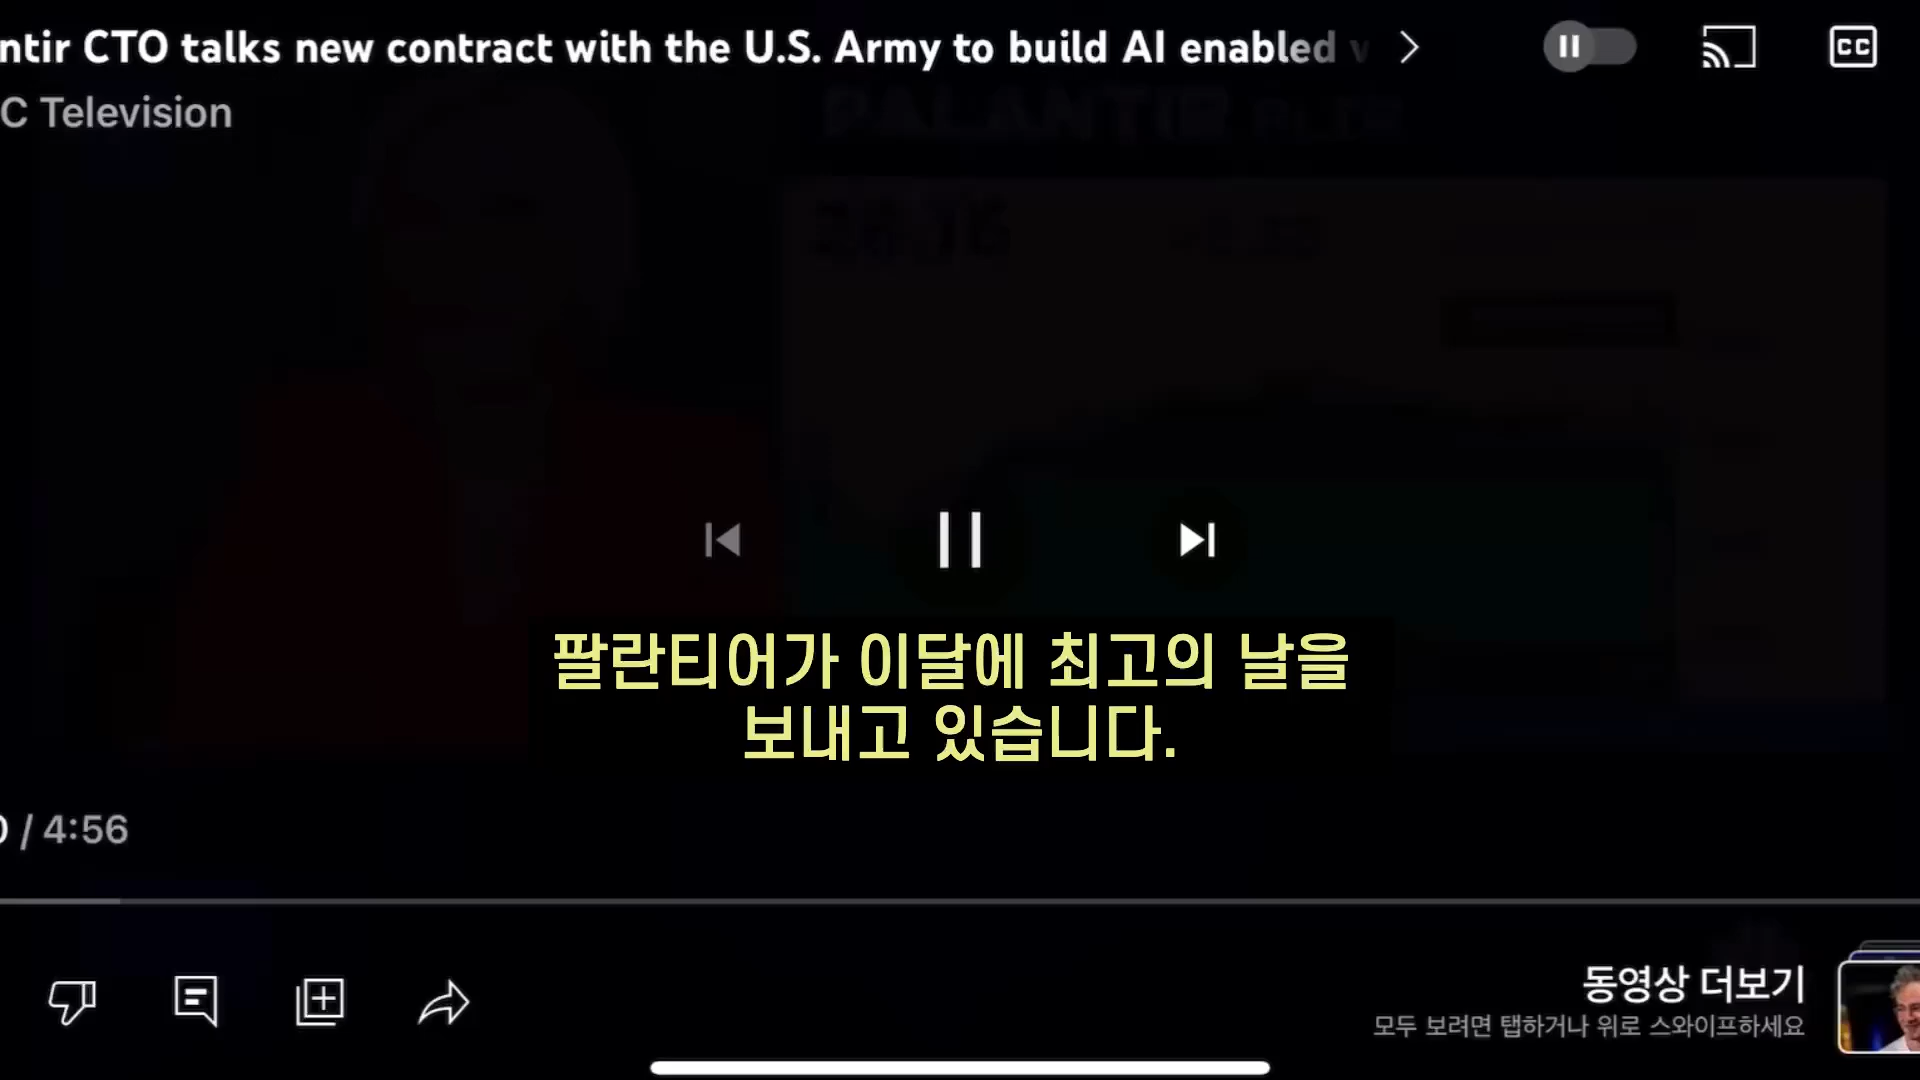 ntir CTO talks new contract with the U.S. Army to build AI enabled
C Television
PALANTIR PLTR
CC
팔란티어가 이달에 최고의 날을
보내고 있습니다.
/ 4:56
동영상 더보기
모두 보려면 탭하거나 위로 스와이프하세요